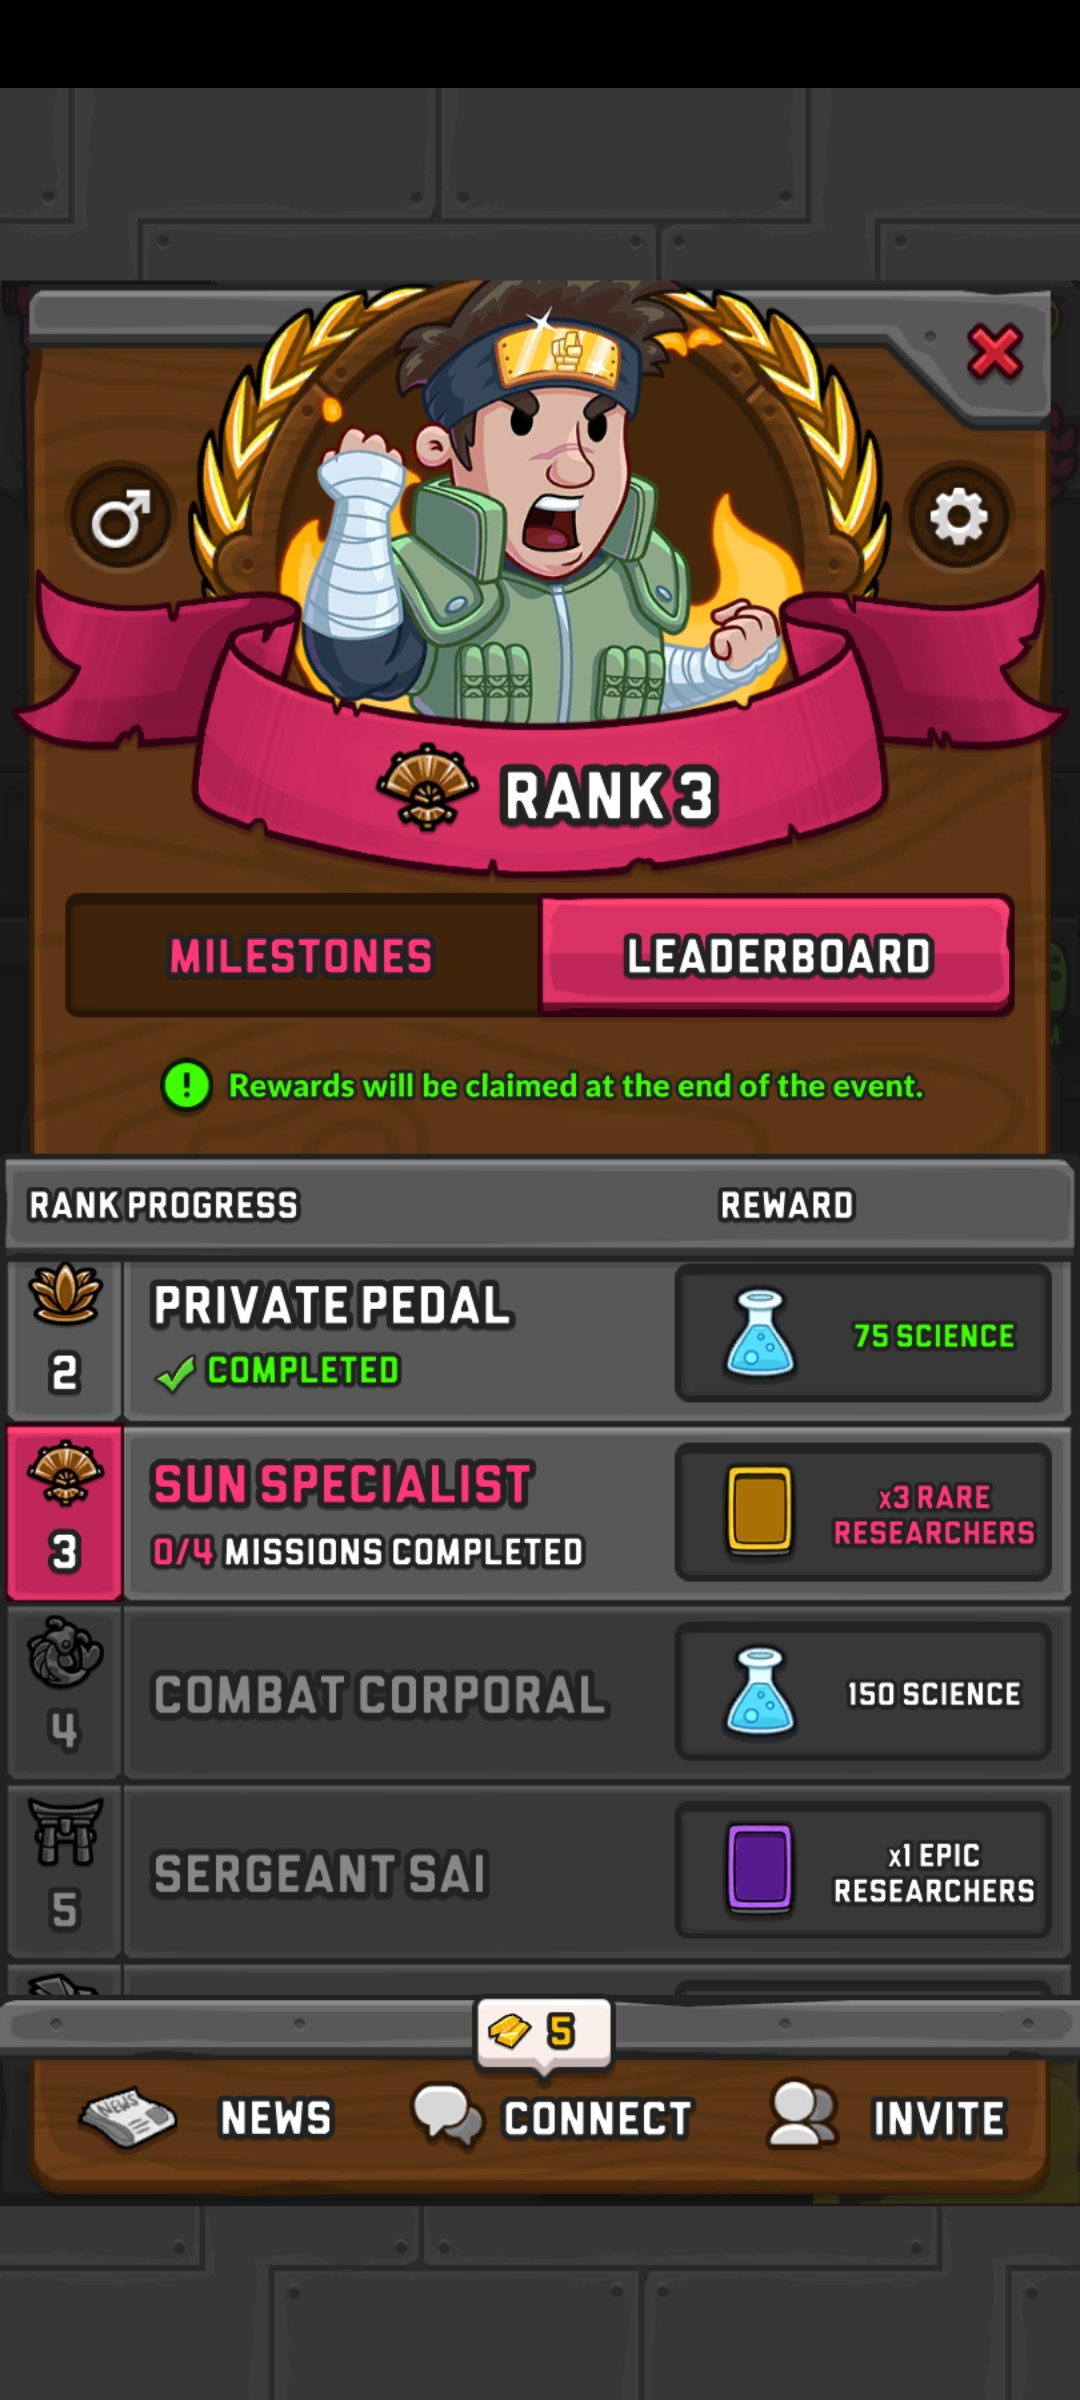 RANK 3
MILESTONES
LEADERBOARD
! Rewards will be claimed at the end of the event.
RANK PROGRESS
REWARD
2
PRIVATE PEDAL
COMPLETED
75 SCIENCE
3
SUN SPECIALIST
0/4 MISSIONS COMPLETED
x3 RARE
RESEARCHERS
4
COMBAT CORPORAL
150 SCIENCE
5
SERGEANT SAI
x1 EPIC
RESEARCHERS
5
NEWS
NEWS
CONNECT
INVITE